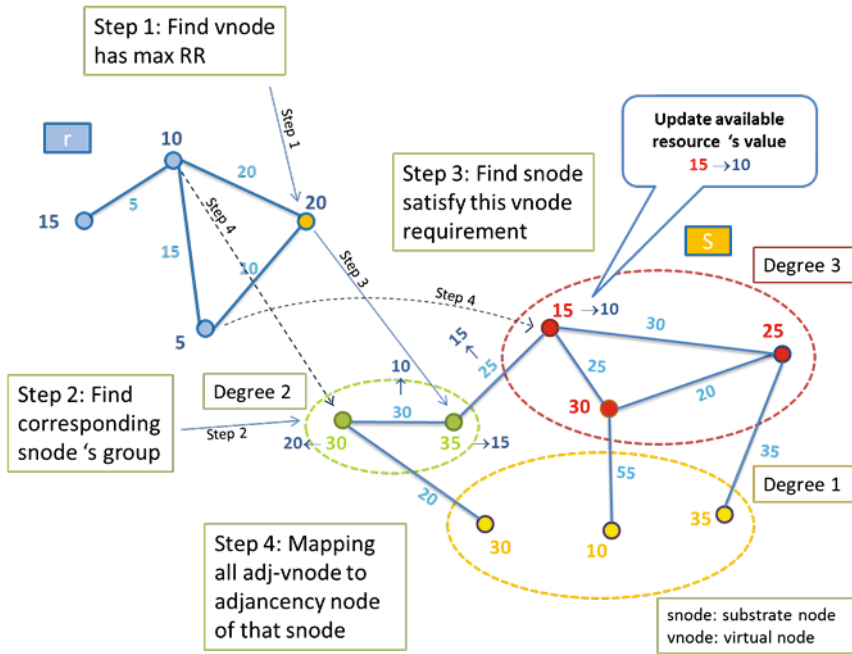 Step 1: Find vnode
has max RR
r
10
20
Step 1
20
15
5
Step 4
15
10
5
Step 3
Step 3: Find snode
satisfy this vnode
requirement
Update available
resource 's value
15 →10
S
Degree 3
Step 4
15 →10
30
25
15 ←
25
25
20
30
Step 2: Find
corresponding
snode 's group
Step 2
Degree 2
10
↑
30
20← 30
35 →15
20
55
35
Degree 1
30
10
35
Step 4: Mapping
all adj-vnode to
adjancency node
of that snode
snode: substrate node
vnode: virtual node